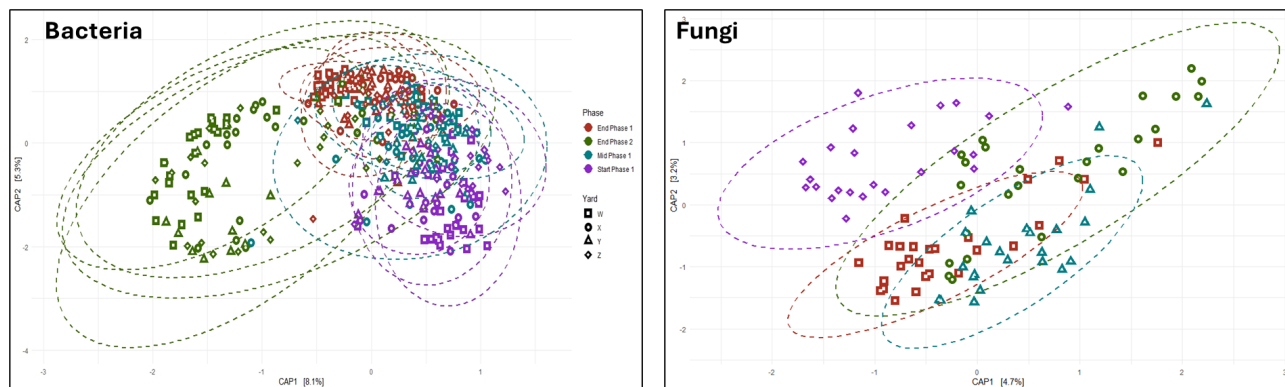 Bacteria
2
0
-2
-4
CAP2 [5.3%]
-3
-2
-1
0
1
CAP1 [8.1%]
Phase
End Phase 1
End Phase 2
Mid Phase 1
Start Phase 1
Yard
W
X
Y
Z
Fungi
3
2
1
0
-1
-2
CAP2 [3.2%]
-2
-1
0
1
2
CAP1 [4.7%]